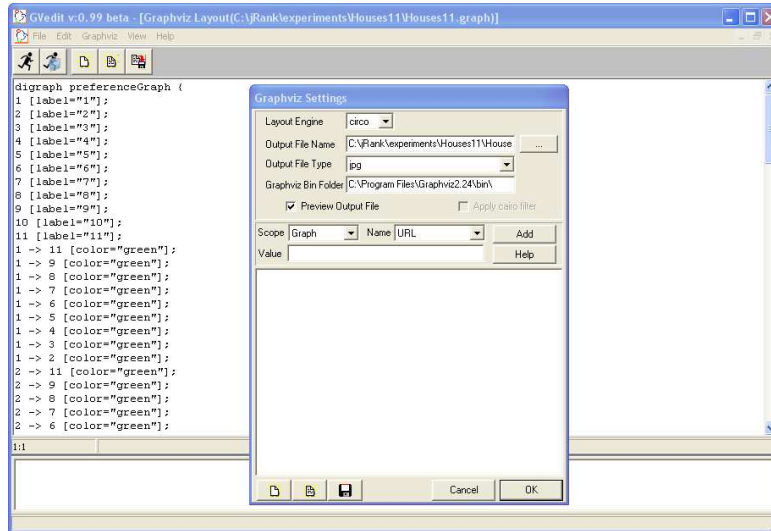 GVedit v:0.99 beta - [Graphviz Layout(C:\jRank\experiments\Houses11\Houses11.graph)]
File Edit Graphviz View Help
digraph preferenceGraph {
1 [label="1"];
2 [label="2"];
3 [label="3"];
4 [label="4"];
5 [label="5"];
6 [label="6"];
7 [label="7"];
8 [label="8"];
9 [label="9"];
10 [label="10"];
11 [label="11"];
1 -> 11 [color="green"];
1 -> 9 [color="green"];
1 -> 8 [color="green"];
1 -> 7 [color="green"];
1 -> 6 [color="green"];
1 -> 5 [color="green"];
1 -> 4 [color="green"];
1 -> 3 [color="green"];
1 -> 2 [color="green"];
2 -> 11 [color="green"];
2 -> 9 [color="green"];
2 -> 8 [color="green"];
2 -> 7 [color="green"];
2 -> 6 [color="green"];
1:1
Graphviz Settings
Layout Engine circo
Output File Name C:\jRank\experiments\Houses11\House ...
Output File Type jpg
Graphviz Bin Folder C:\Program Files\Graphviz2.24\bin\
Preview Output File Apply cairo filter
Scope Graph Name URL Add
Value Help
Cancel OK